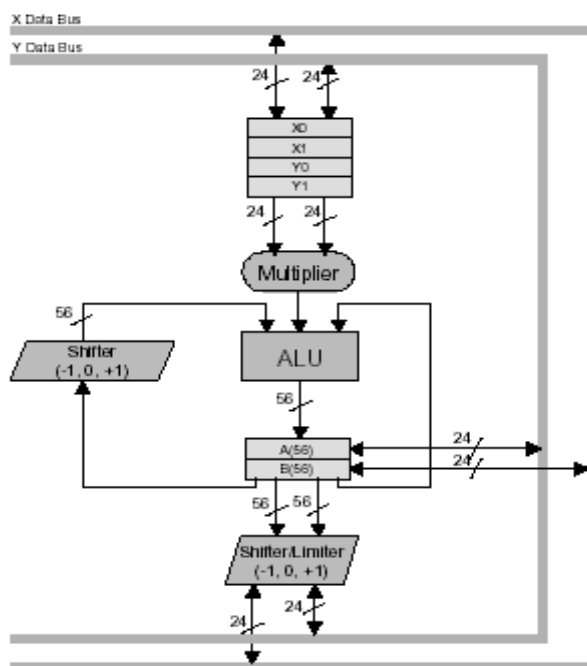 X Data Bus
Y Data Bus
24
24
X0
X1
Y0
Y1
24
24
Multiplier
56
Shifter
(-1, 0, +1)
ALU
56
A(56)
B(56)
24
24
56
56
Shifter/Limiter
(-1, 0, +1)
24
24